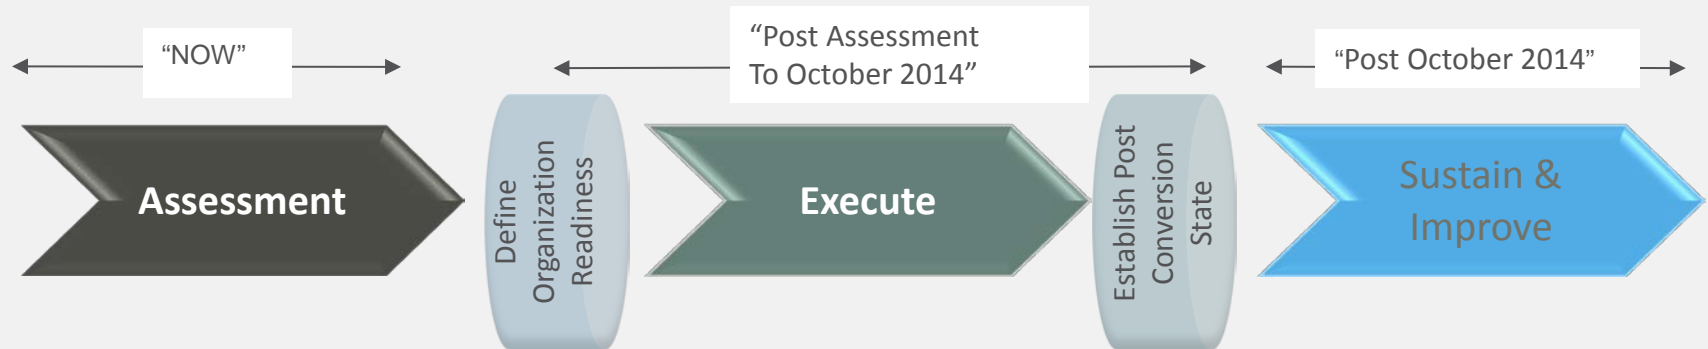 “NOW”
“Post Assessment
To October 2014”
“Post October 2014”
Assessment
Define
Organization
Readiness
Execute
Establish Post
Conversion
State
Sustain &
Improve